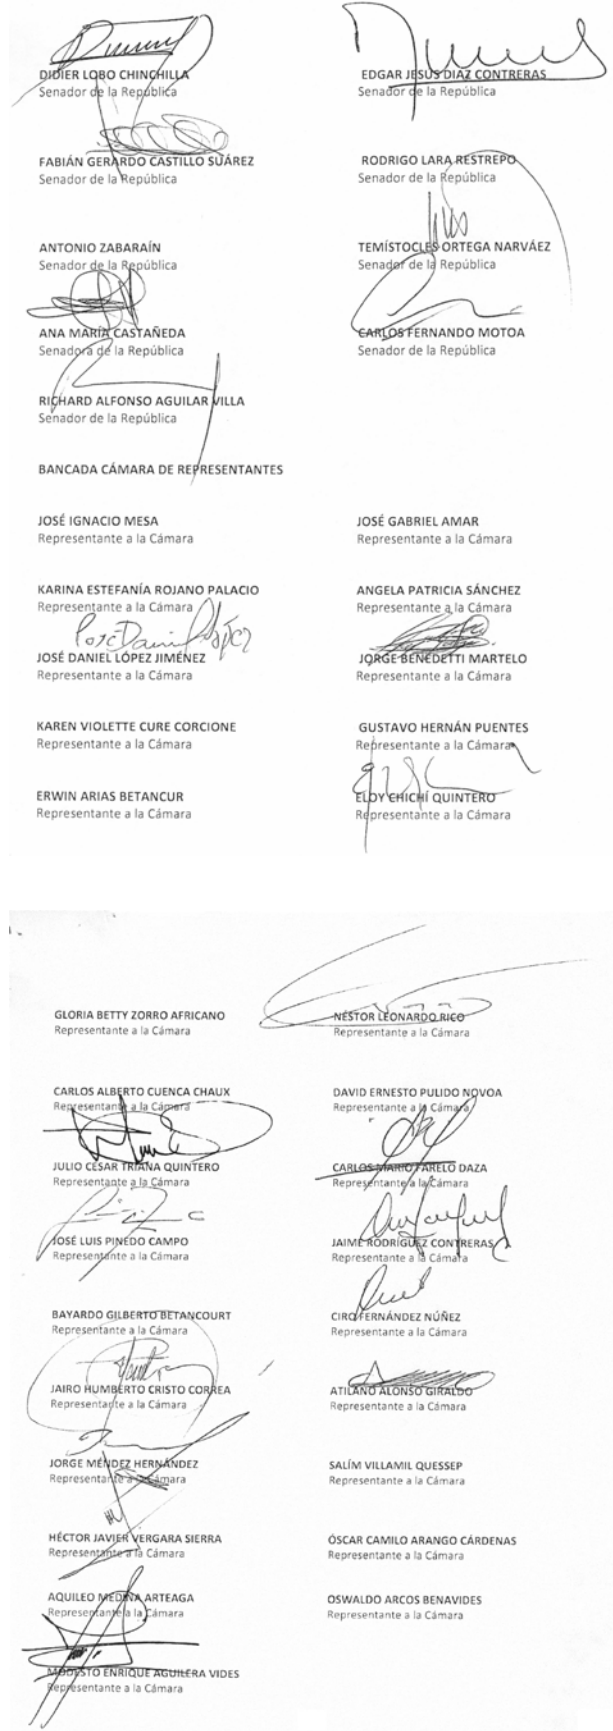 DIDIER LOBO CHINCHILLA
Senador de la República
EDGAR JESÚS DIAZ CONTRERAS
Senador de la República
FABIÁN GERARDO CASTILLO SUÁREZ
Senador de la República
RODRIGO LARA RESTREPO
Senador de la República
ANTONIO ZABARAÍN
Senador de la República
TEMÍSTOCLES ORTEGA NARVÁEZ
Senador de la República
ANA MARÍA CASTAÑEDA
Senadora de la República
CARLOS FERNANDO MOTOA
Senador de la República
RICHARD ALFONSO AGUILAR VILLA
Senador de la República
BANCADA CÁMARA DE REPRESENTANTES
JOSÉ IGNACIO MESA
Representante a la Cámara
JOSÉ GABRIEL AMAR
Representante a la Cámara
KARINA ESTEFANÍA ROJANO PALACIO
Representante a la Cámara
ANGELA PATRICIA SÁNCHEZ
Representante a la Cámara
José Daniel López
JOSÉ DANIEL LÓPEZ JIMÉNEZ
Representante a la Cámara
JORGE BENEDETTI MARTELO
Representante a la Cámara
KAREN VIOLETTE CURE CORCIONE
Representante a la Cámara
GUSTAVO HERNÁN PUENTES
Representante a la Cámara
ERWIN ARIAS BETANCUR
Representante a la Cámara
ELOY CHICHÍ QUINTERO
Representante a la Cámara
GLORIA BETTY ZORRO AFRICANO
Representante a la Cámara
NÉSTOR LEONARDO RICO
Representante a la Cámara
CARLOS ALBERTO CUENCA CHAUX
Representante a la Cámara
DAVID ERNESTO PULIDO NOVOA
Representante a la Cámara
JULIO CÉSAR TRIANA QUINTERO
Representante a la Cámara
CARLOS MARIO FARELO DAZA
Representante a la Cámara
JOSÉ LUIS PINEDO CAMPO
Representante a la Cámara
JAIME RODRÍGUEZ CONTRERAS
Representante a la Cámara
BAYARDO GILBERTO BETANCOURT
Representante a la Cámara
CIRO FERNÁNDEZ NÚÑEZ
Representante a la Cámara
JAIRO HUMBERTO CRISTO CORREA
Representante a la Cámara
ATILANO ALONSO GIRALDO
Representante a la Cámara
JORGE MÉNDEZ HERNÁNDEZ
Representante a la Cámara
SALÍM VILLAMIL QUESSEP
Representante a la Cámara
HÉCTOR JAVIER VERGARA SIERRA
Representante a la Cámara
ÓSCAR CAMILO ARANGO CÁRDENAS
Representante a la Cámara
AQUILEO MEDINA ARTEAGA
Representante a la Cámara
OSWALDO ARCOS BENAVIDES
Representante a la Cámara
MODESTO ENRIQUE AGUILERA VIDES
Representante a la Cámara